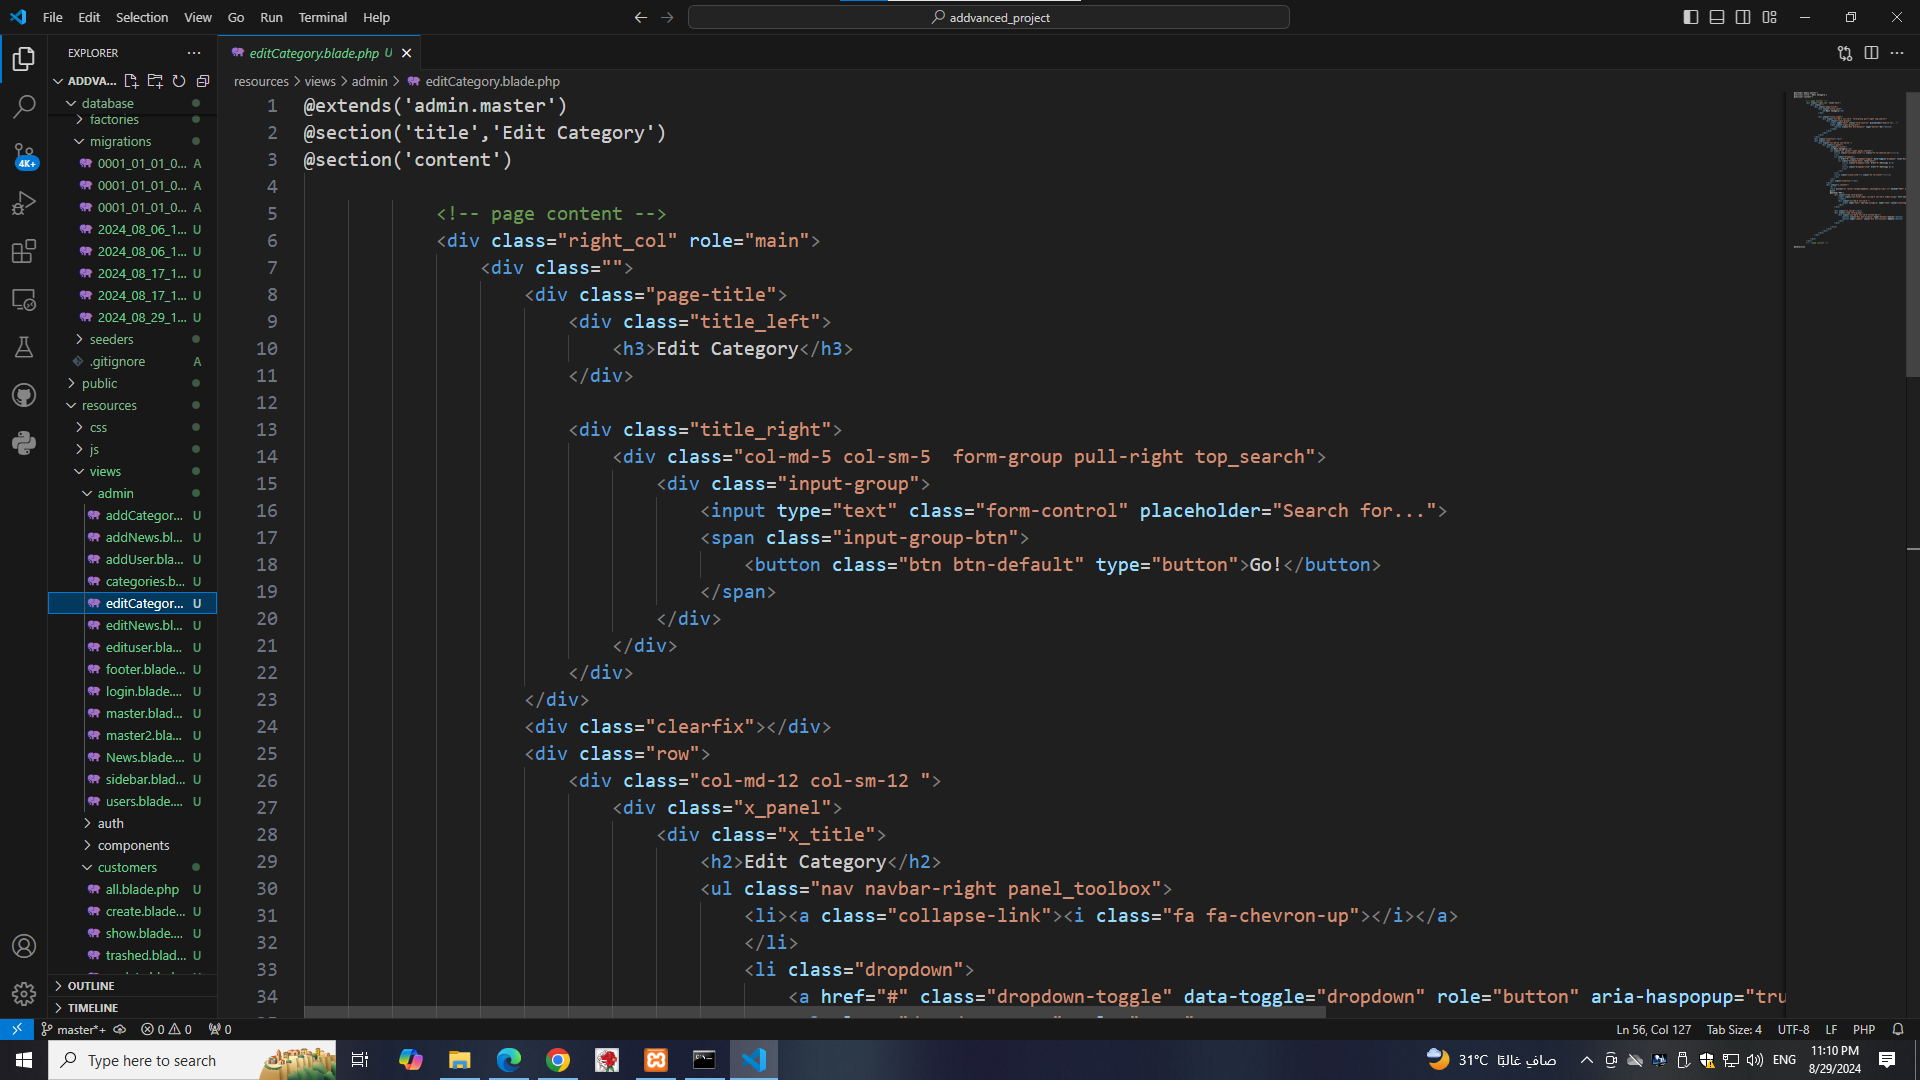 File Edit Selection View Go Run Terminal Help
addvanced_project
EXPLORER
ADDVA...
database
factories
migrations
0001_01_01_0... A
0001_01_01_0... A
0001_01_01_0... A
2024_08_06_1... U
2024_08_06_1... U
2024_08_17_1... U
2024_08_17_1... U
2024_08_29_1... U
seeders
.gitignore A
public
resources
css
js
views
admin
addCategor... U
addNews.bl... U
addUser.bla... U
categories.b... U
editCategor... U
editNews.bl... U
edituser.bla... U
footer.blade... U
login.blade.... U
master.blad... U
master2.bla... U
News.blade.... U
sidebar.blad... U
users.blade.... U
auth
components
customers
all.blade.php U
create.blade... U
show.blade.... U
trashed.blad... U
OUTLINE
TIMELINE
4K+
editCategory.blade.php U
resources > views > admin > editCategory.blade.php
1 @extends('admin.master')
2 @section('title','Edit Category')
3 @section('content')
4
5 <!-- page content -->
6 <div class="right_col" role="main">
7 <div class="">
8 <div class="page-title">
9 <div class="title_left">
10 <h3>Edit Category</h3>
11 </div>
12
13 <div class="title_right">
14 <div class="col-md-5 col-sm-5  form-group pull-right top_search">
15 <div class="input-group">
16 <input type="text" class="form-control" placeholder="Search for...">
17 <span class="input-group-btn">
18 <button class="btn btn-default" type="button">Go!</button>
19 </span>
20 </div>
21 </div>
22 </div>
23 </div>
24 <div class="clearfix"></div>
25 <div class="row">
26 <div class="col-md-12 col-sm-12 ">
27 <div class="x_panel">
28 <div class="x_title">
29 <h2>Edit Category</h2>
30 <ul class="nav navbar-right panel_toolbox">
31 <li><a class="collapse-link"><i class="fa fa-chevron-up"></i></a>
32 </li>
33 <li class="dropdown">
34 <a href="#" class="dropdown-toggle" data-toggle="dropdown" role="button" aria-haspopup="tru
master*+ 0 0 0 Ln 56, Col 127 Tab Size: 4 UTF-8 LF PHP
Type here to search
31°C صافٍ غالبًا ENG 11:10 PM
8/29/2024